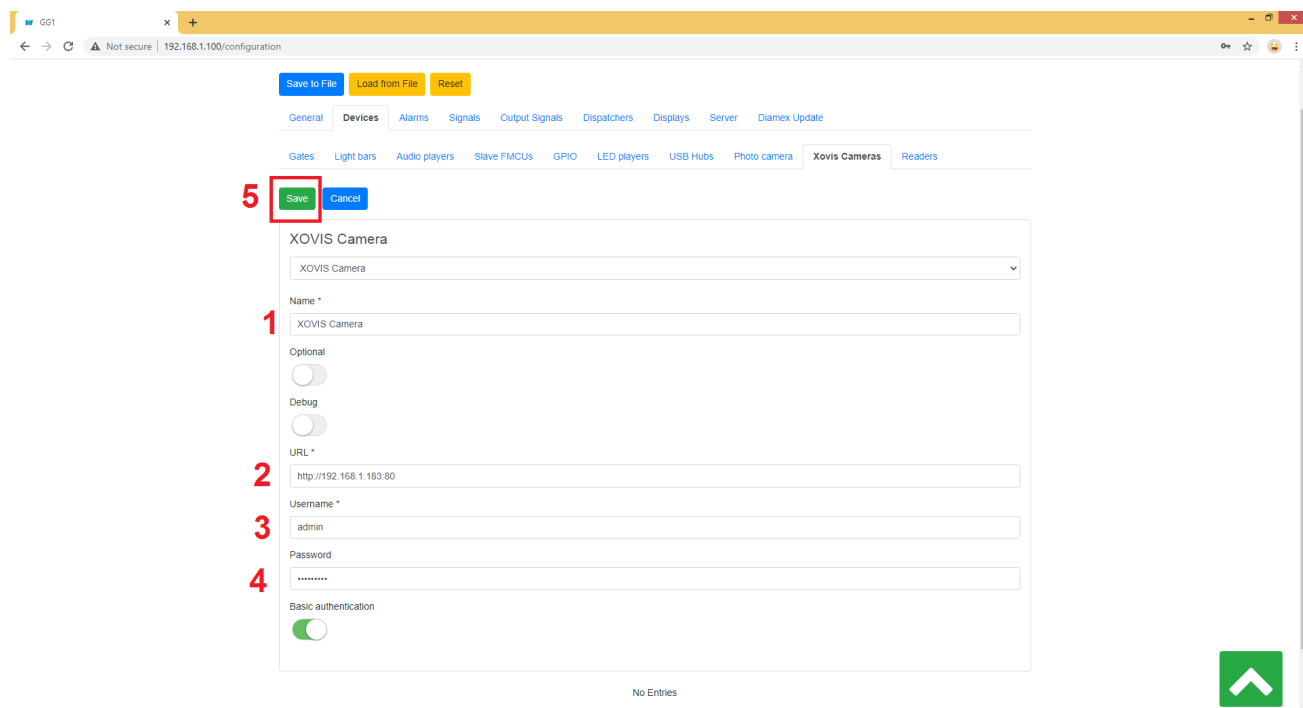 GG1
Not secure 192.168.1.100/configuration
Save to File Load from File Reset
General Devices Alarms Signals Output Signals Dispatchers Displays Server Diamex Update
Gates Light bars Audio players Slave FMCUs GPIO LED players USB Hubs Photo camera Xovis Cameras Readers
5 Save Cancel
XOVIS Camera
XOVIS Camera
Name *
1 XOVIS Camera
Optional
Debug
URL *
2 http://192.168.1.183:80
Username *
3 admin
Password
4 •••••••••
Basic authentication
No Entries